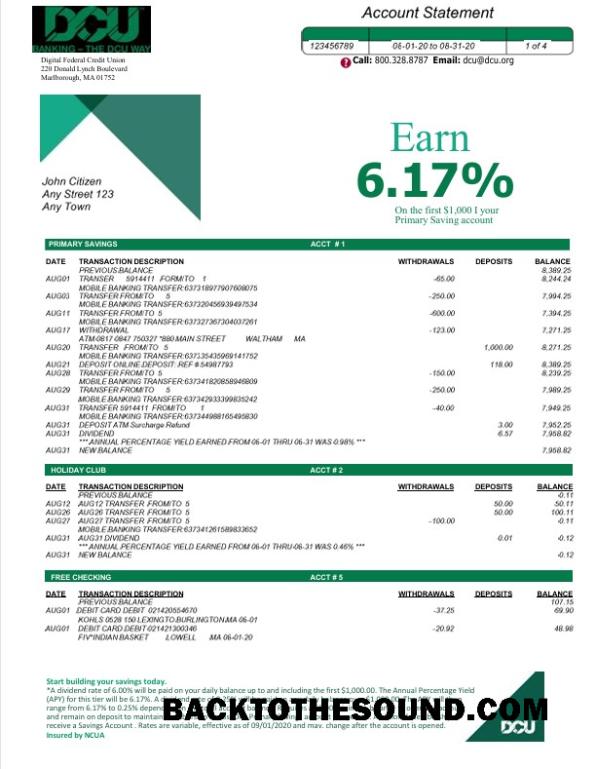 DCU
BANKING – THE DCU WAY
Digital Federal Credit Union
220 Donald Lynch Boulevard
Marlborough, MA 01752
Account Statement
123456789 06-01-20 to 08-31-20 1 of 4
? Call: 800.328.8787 Email: dcu@dcu.org
John Citizen
Any Street 123
Any Town
Earn
6.17%
On the first $1,000 I your
Primary Saving account
PRIMARY SAVINGS ACCT # 1
DATE TRANSACTION DESCRIPTION WITHDRAWALS DEPOSITS BALANCE
PREVIOUS BALANCE 8,389.25
AUG01 TRANSER 5914411 FORM/TO 1 -65.00 8,244.24
MOBILE BANKING TRANSFER:637318977907608075
AUG03 TRANSFER FROM/TO 5 -250.00 7,994.25
MOBILE BANKING TRANSFER:637320456939497534
AUG11 TRANSFER FROM/TO 5 -600.00 7,394.25
MOBILE BANKING TRANSFER:637327367304037261
AUG17 WITHDRAWAL -123.00 7,271.25
ATM:0817 0847 750327 *880 MAIN STREET WALTHAM MA
AUG20 TRANSFER FROM/TO 5 1,000.00 8,271.25
MOBILE BANKING TRANSFER:637335435969141752
AUG21 DEPOSIT ONLINE.DEPOSIT: .REF # 54987793 118.00 8,389.25
AUG28 TRANSFER FROM/TO 5 -150.00 8,239.25
MOBILE BANKING TRANSFER:637341820858946809
AUG29 TRANSFER FROM/TO 5 -250.00 7,989.25
MOBILE BANKING TRANSFER:637342933399835242
AUG31 TRANSFER 5914411 FROM/TO 1 -40.00 7,949.25
MOBILE BANKING TRANSFER:637344988165495830
AUG31 DEPOSIT ATM Surcharge Refund 3.00 7,952.25
AUG31 DIVIDEND 6.57 7,958.82
*** ANNUAL PERCENTAGE YIELD EARNED FROM 06-01 THRU 06-31 WAS 0.98% ***
AUG31 NEW BALANCE 7,958.82
HOLIDAY CLUB ACCT # 2
DATE TRANSACTION DESCRIPTION WITHDRAWALS DEPOSITS BALANCE
PREVIOUS BALANCE -0.11
AUG12 AUG12 TRANSFER .FROM/TO 5 50.00 50.11
AUG26 AUG26 TRANSFER .FROM/TO 5 50.00 100.11
AUG27 AUG27 TRANSFER .FROM/TO 5 -100.00 -0.11
MOBILE.BANKING TRANSFER:637341261589833652
AUG31 AUG31 DIVIDEND -0.01 -0.12
*** ANNUAL PERCENTAGE YIELD EARNED FROM 06-01 THRU-06-31 WAS 0.46% ***
AUG31 NEW BALANCE -0.12
FREE CHECKING ACCT # 5
DATE TRANSACTION DESCRIPTION WITHDRAWALS DEPOSITS BALANCE
PREVIOUS BALANCE 107.15
AUG01 DEBIT CARD DEBIT 021420554670 -37.25 69.90
KOHLS 0528 150 LEXINGTO:BURLINGTON:MA 06-01
AUG01 DEBIT CARD:DEBIT-021421300346 -20.92 48.98
FIV*INDIAN BASKET LOWELL MA 06-01-20
Start building your savings today.
*A dividend rate of 6.00% will be paid on your daily balance up to and including the first $1,000.00. The Annual Percentage Yield
(APY) for this tier will be 6.17%. A dividend rate of
range from 6.17% to 0.25% depend
and remain on deposit to maintain
receive a Savings Account . Rates are variable, effective as of 09/01/2020 and may. change after the account is opened.
Insured by NCUA
BACKTOTHESOUND.COM
DCU